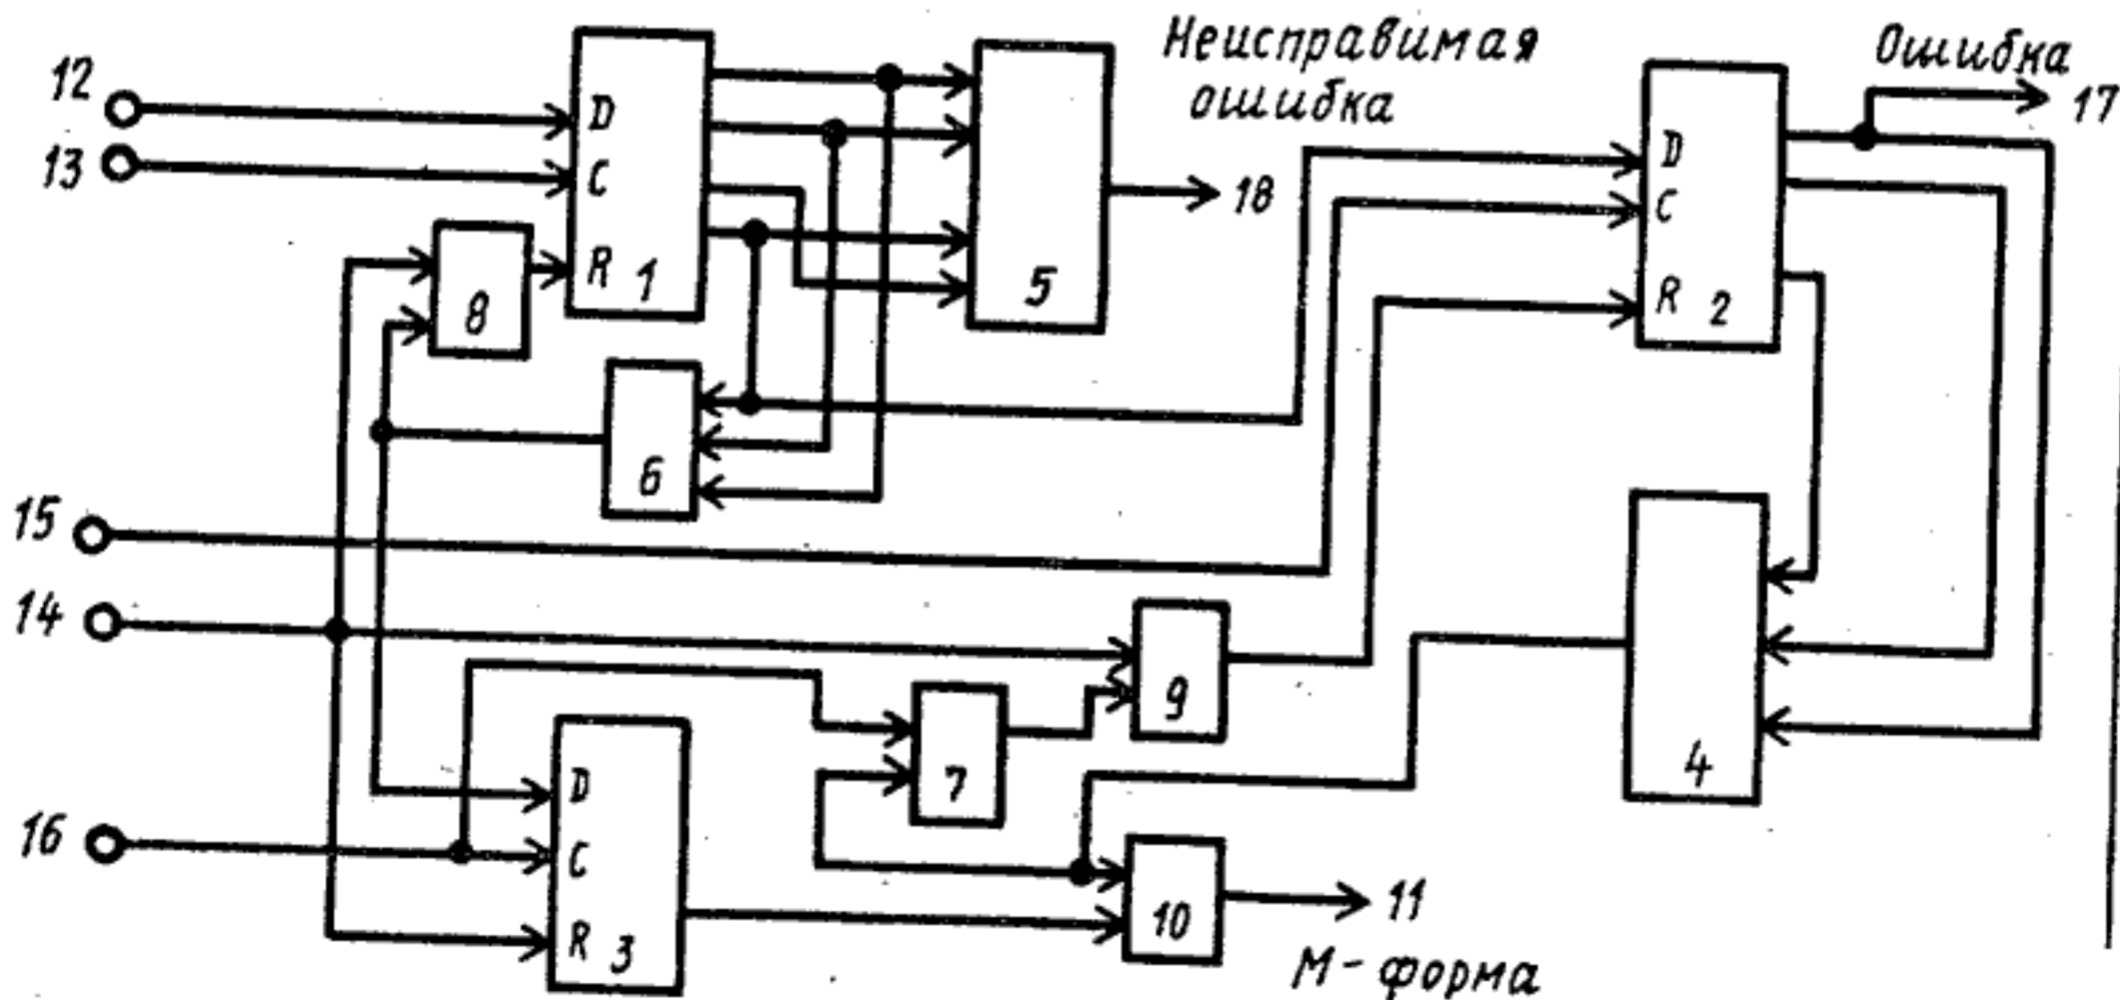 12
13
D
C
R 1
8
5
Неисправимая
ошибка
18
D
C
R 2
Ошибка
17
6
15
14
9
7
4
16
D
C
R 3
10
11
М-форма